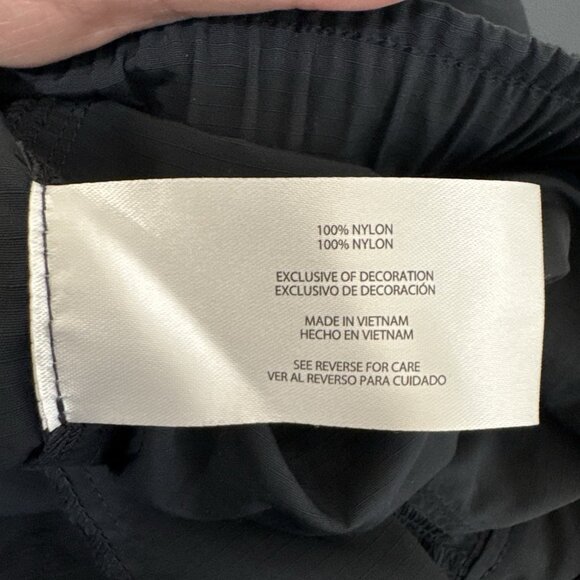 100% NYLON
100% NYLON
EXCLUSIVE OF DECORATION
EXCLUSIVO DE DECORACIÓN
MADE IN VIETNAM
HECHO EN VIETNAM
SEE REVERSE FOR CARE
VER AL REVERSO PARA CUIDADO